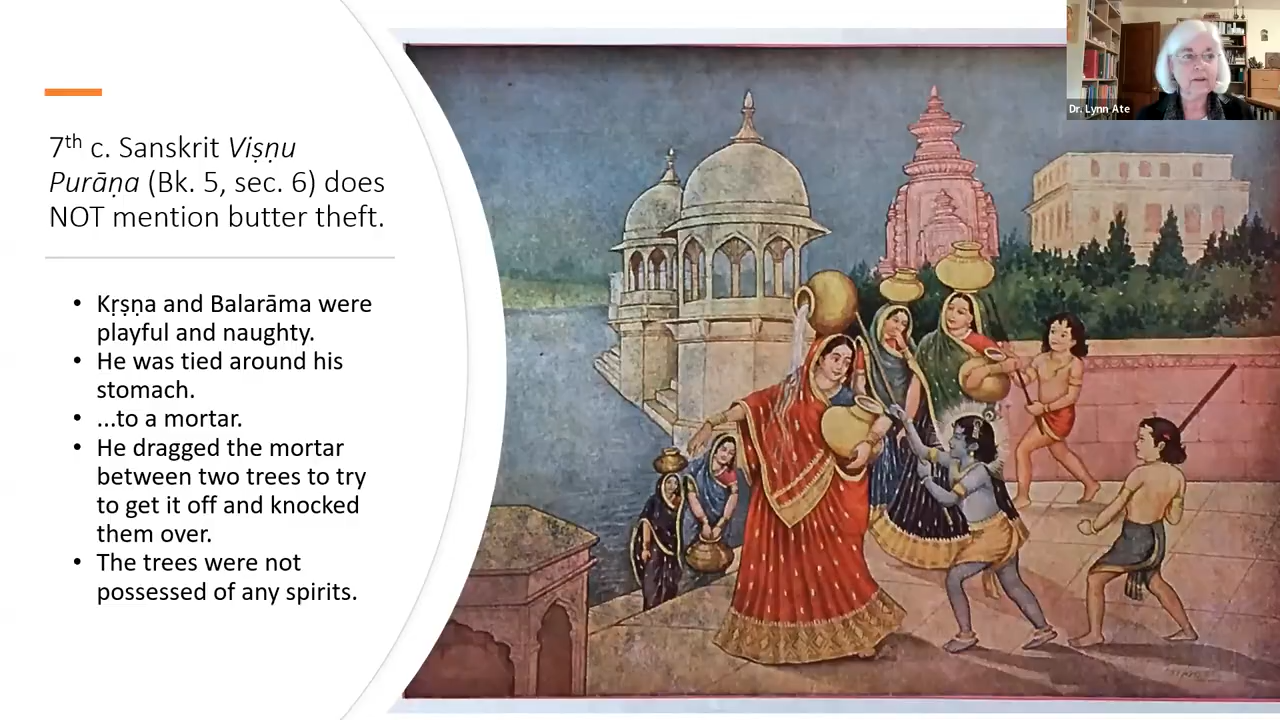 7th c. Sanskrit Viṣṇu
Purāṇa (Bk. 5, sec. 6) does
NOT mention butter theft.
• Kṛṣṇa and Balarāma were
playful and naughty.
• He was tied around his
stomach.
• ...to a mortar.
• He dragged the mortar
between two trees to try
to get it off and knocked
them over.
• The trees were not
possessed of any spirits.
Dr. Lynn Ate